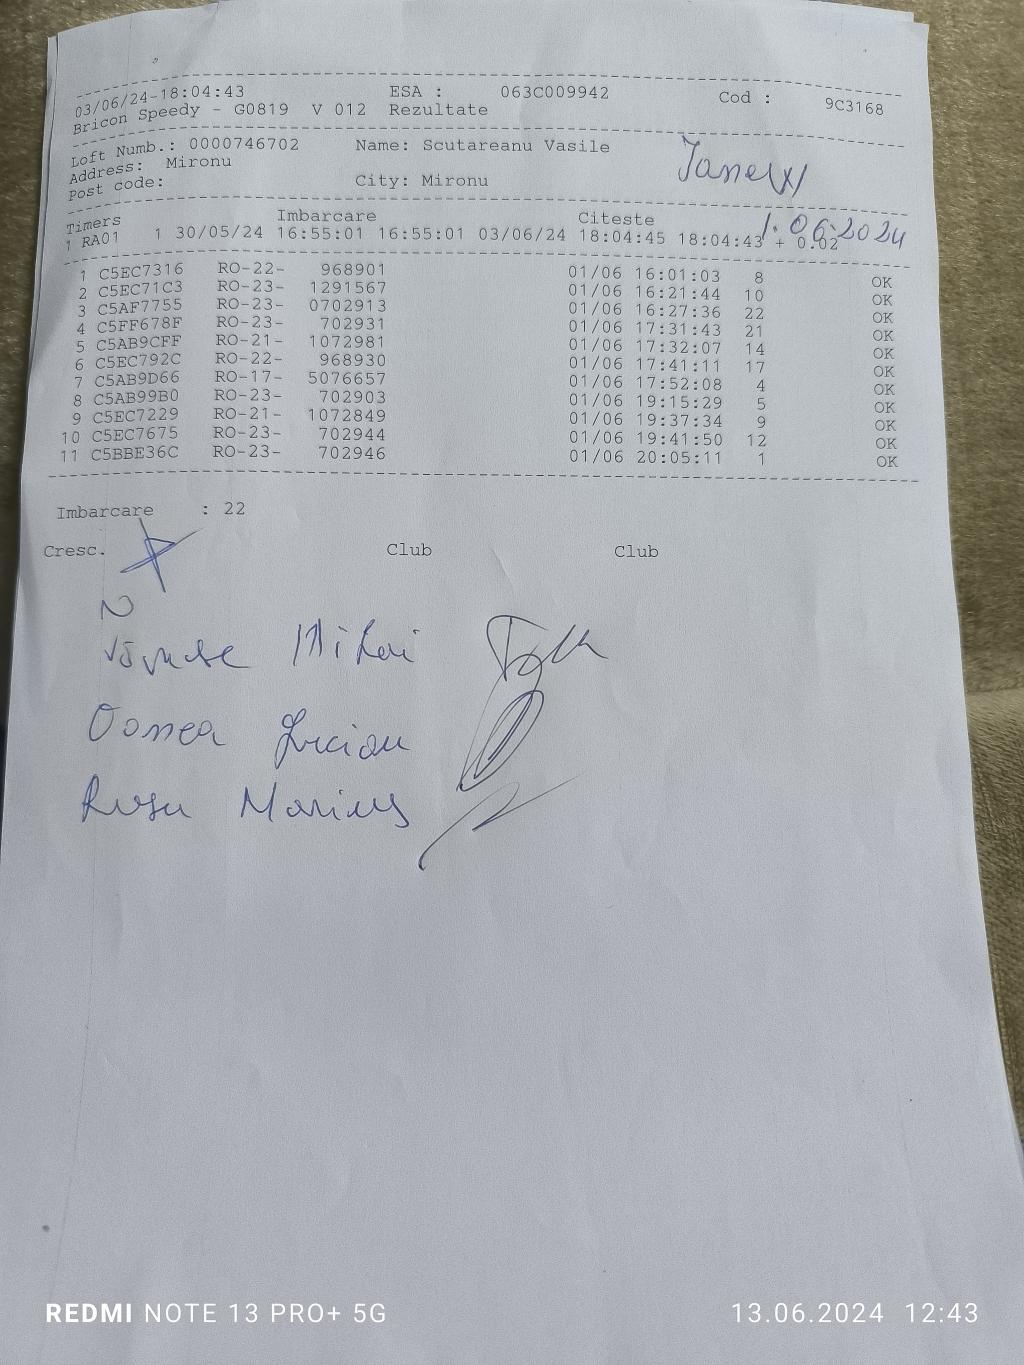 03/06/24-18:04:43 ESA : 063C009942 Cod : 9C3168
Bricon Speedy - G0819 V 012 Rezultate
Loft Numb.: 0000746702 Name: Scutareanu Vasile
Address: Mironu
Post code: City: Mironu
Timers Imbarcare Citeste
1.06.2024
1 RA01 1 30/05/24 16:55:01 16:55:01 03/06/24 18:04:45 18:04:43 + 0.02
1 C5EC7316 RO-22- 968901 01/06 16:01:03 8 OK
2 C5EC71C3 RO-23- 1291567 01/06 16:21:44 10 OK
3 C5AF7755 RO-23- 0702913 01/06 16:27:36 22 OK
4 C5FF678F RO-23- 702931 01/06 17:31:43 21 OK
5 C5AB9CFF RO-21- 1072981 01/06 17:32:07 14 OK
6 C5EC792C RO-22- 968930 01/06 17:41:11 17 OK
7 C5AB9D66 RO-17- 5076657 01/06 17:52:08 4 OK
8 C5AB99B0 RO-23- 702903 01/06 19:15:29 5 OK
9 C5EC7229 RO-21- 1072849 01/06 19:37:34 9 OK
10 C5EC7675 RO-23- 702944 01/06 19:41:50 12 OK
11 C5BBE36C RO-23- 702946 01/06 20:05:11 1 OK
Imbarcare : 22
Cresc. Club Club
Mihai
Lucian
Rusu Marius
REDMI NOTE 13 PRO+ 5G 13.06.2024 12:43